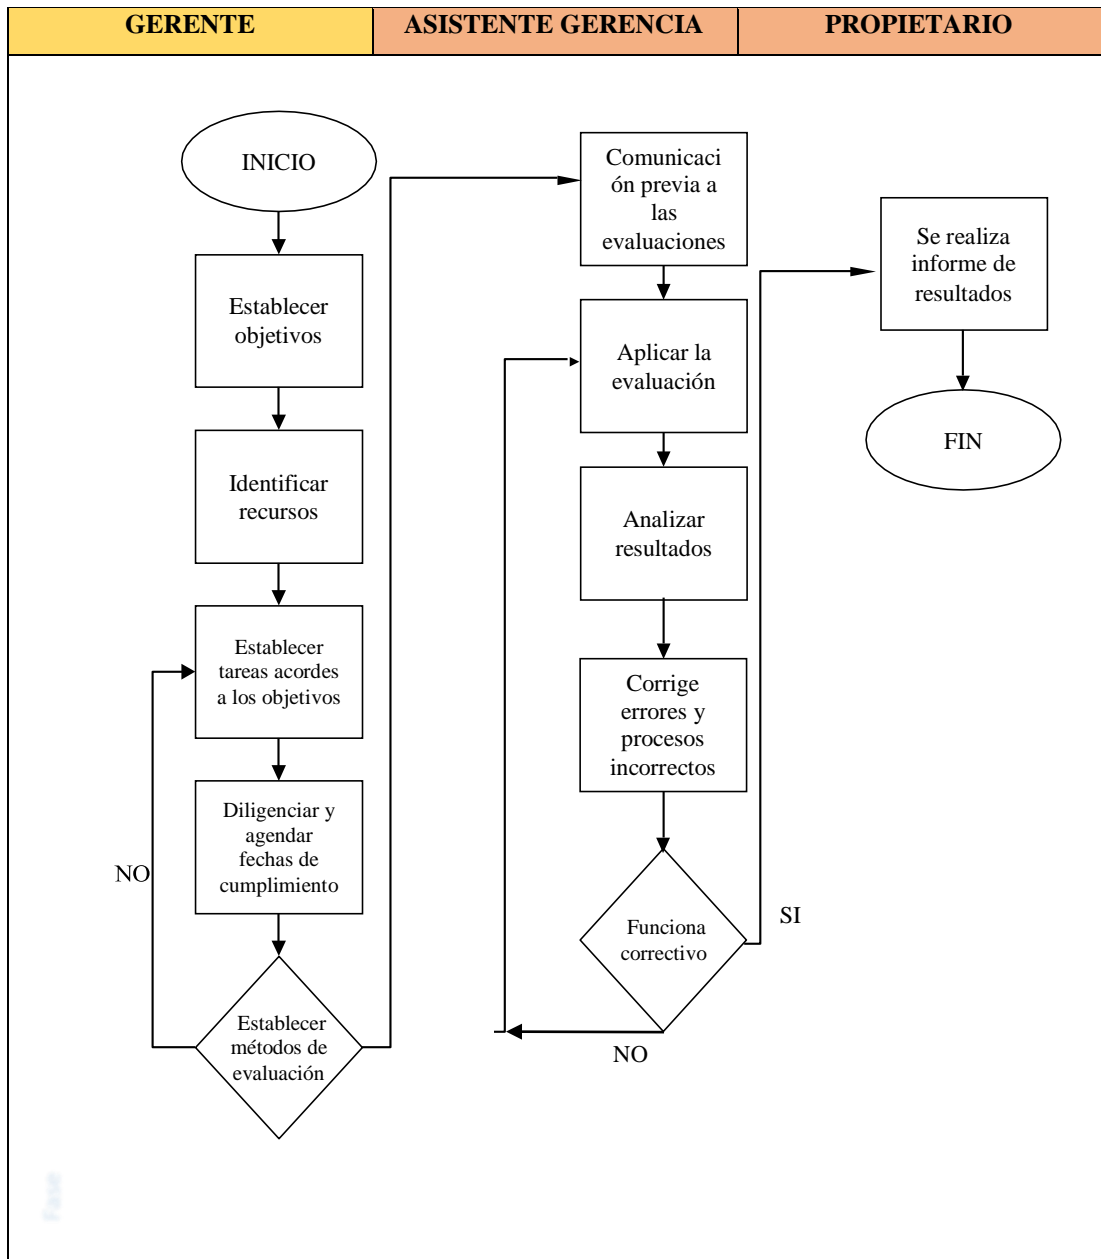 GERENTE
ASISTENTE GERENCIA
PROPIETARIO
INICIO
Establecer
objetivos
Identificar
recursos
Establecer
tareas acordes
a los objetivos
Diligenciar y
agendar
fechas de
cumplimiento
NO
Establecer
métodos de
evaluación
Comunicaci
ón previa a
las
evaluaciones
Aplicar la
evaluación
Analizar
resultados
Corrige
errores y
procesos
incorrectos
Funciona
correctivo
SI
NO
Se realiza
informe de
resultados
FIN
Fase